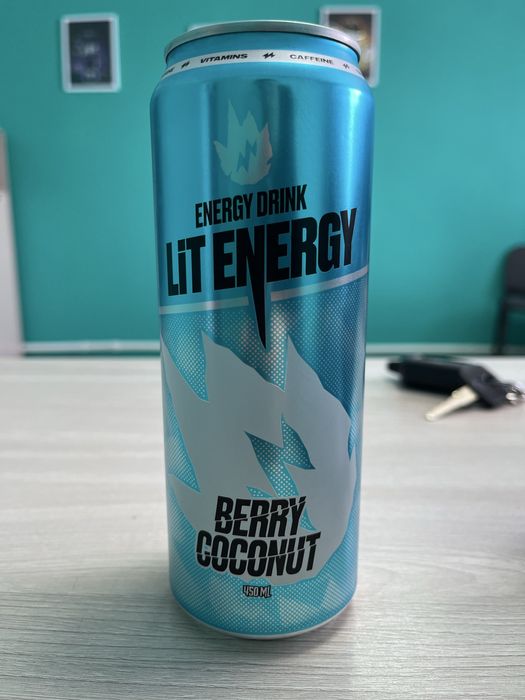 VITAMINS CAFFEINE
ENERGY DRINK
LiT ENERGY
BERRY
COCONUT
450 ML